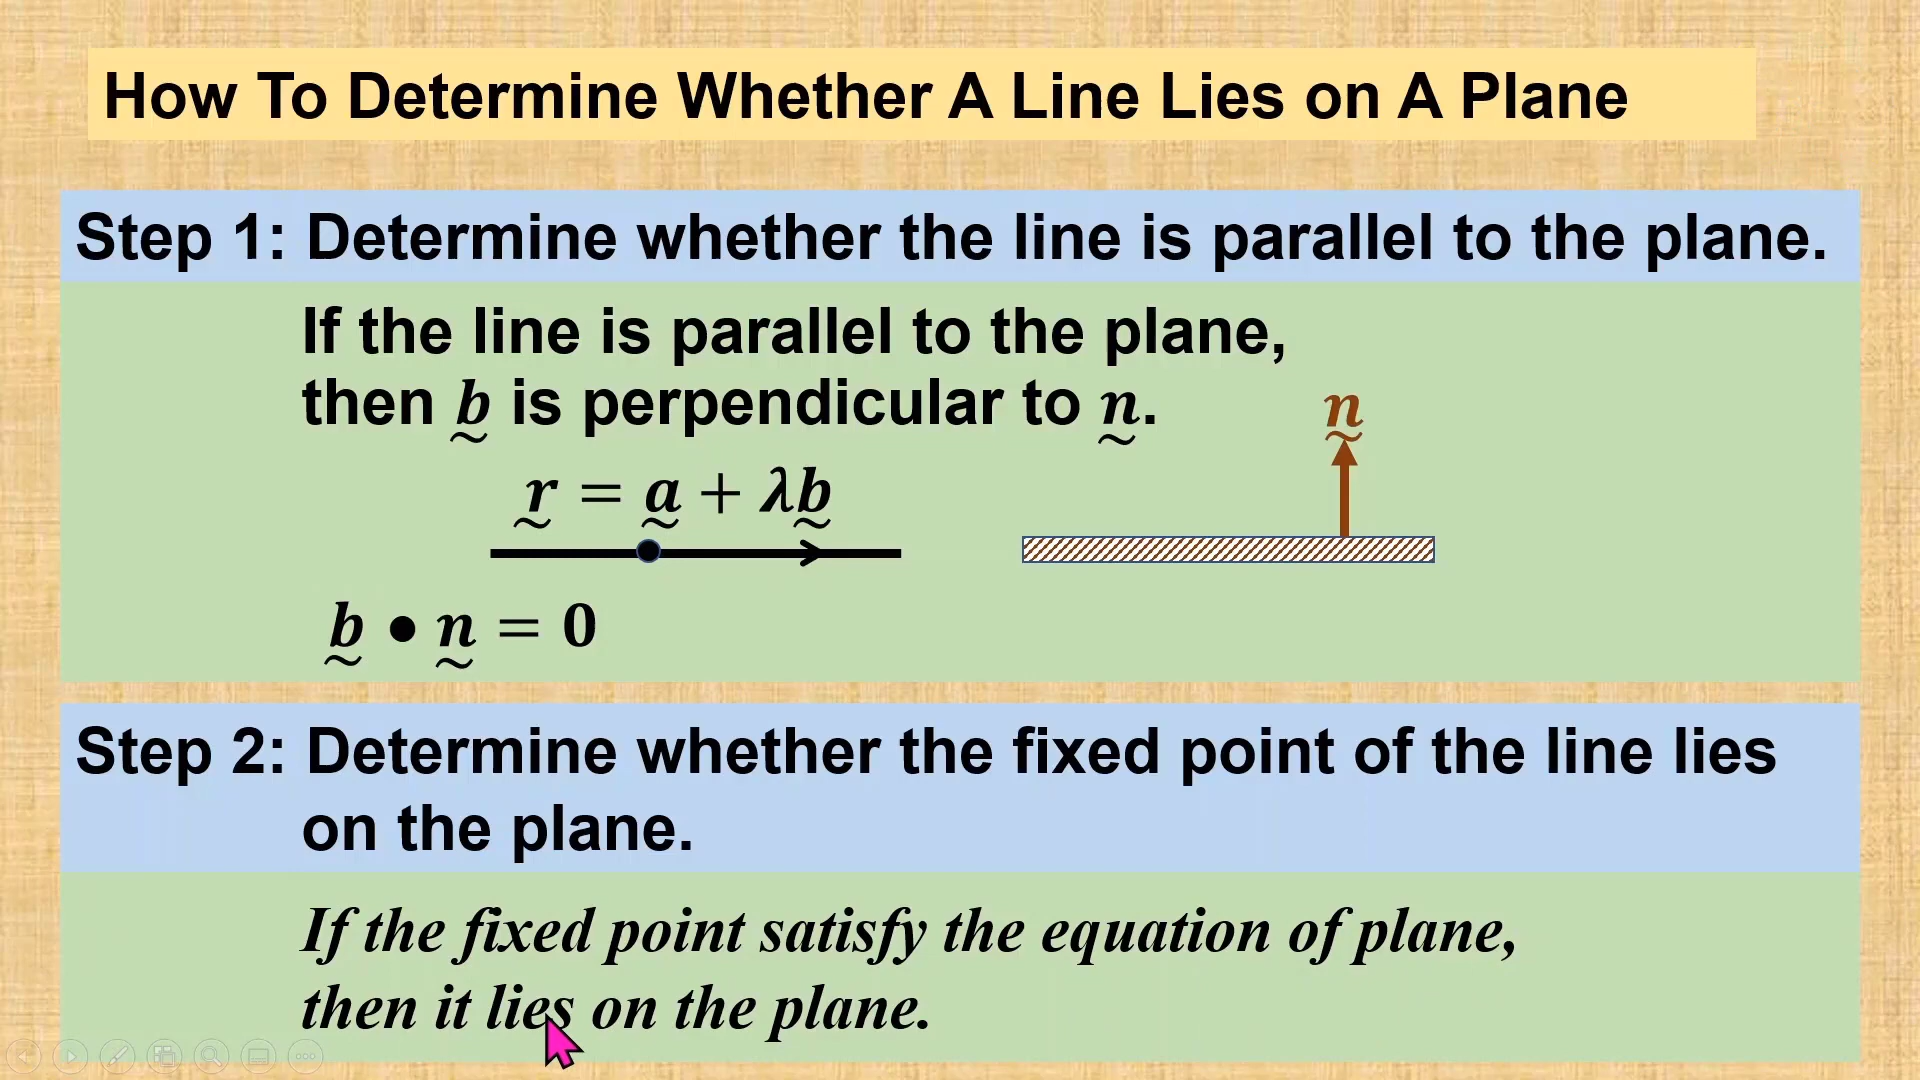 How To Determine Whether A Line Lies on A Plane
Step 1: Determine whether the line is parallel to the plane.
If the line is parallel to the plane,
then b̰ is perpendicular to n̰.
n̰
r̰ = a̰ + λb̰
b̰ • n̰ = 0
Step 2: Determine whether the fixed point of the line lies
on the plane.
If the fixed point satisfy the equation of plane,
then it lies on the plane.